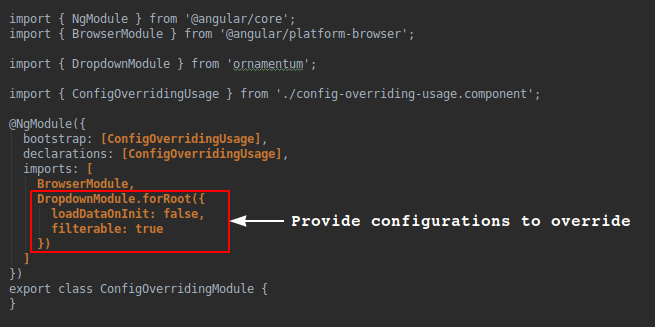 import { NgModule } from '@angular/core';
import { BrowserModule } from '@angular/platform-browser';
import { DropdownModule } from 'ornamentum';
import { ConfigOverridingUsage } from './config-overriding-usage.component';
@NgModule({
  bootstrap: [ConfigOverridingUsage],
  declarations: [ConfigOverridingUsage],
  imports: [
    BrowserModule,
    DropdownModule.forRoot({
      loadDataOnInit: false,
      filterable: true
    })
  ]
})
export class ConfigOverridingModule {
}
Provide configurations to override